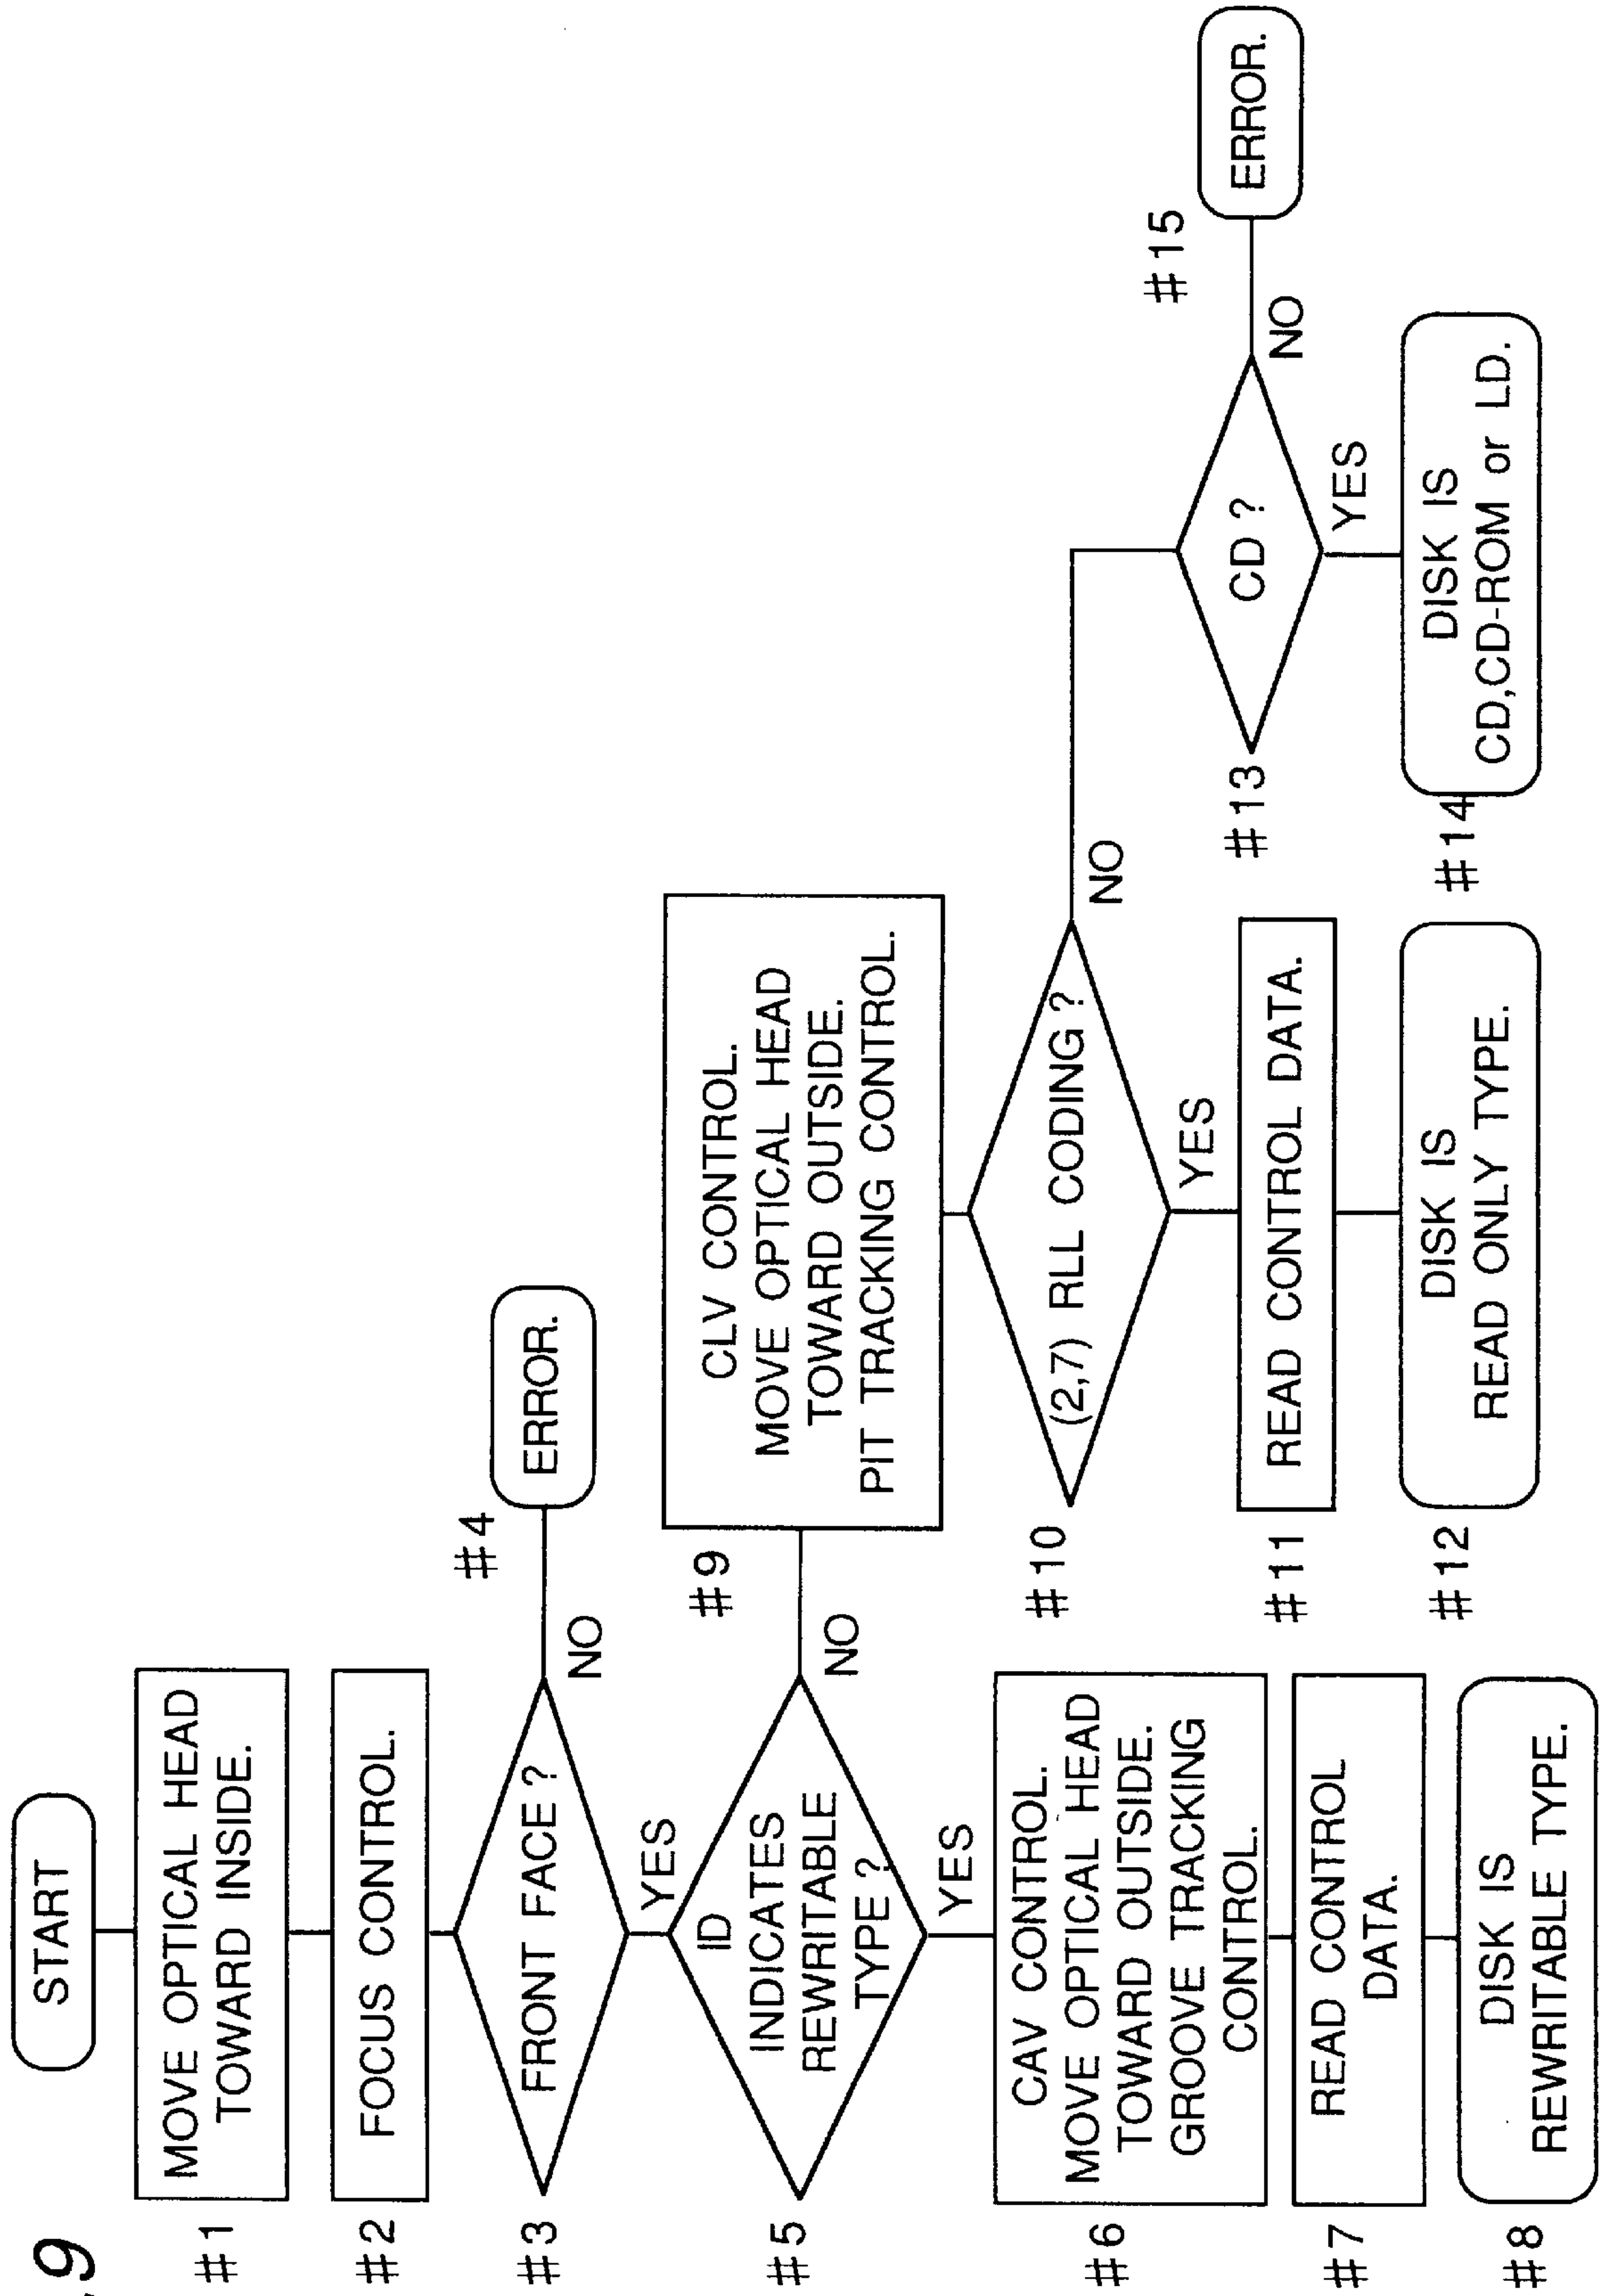 .9
START
#1
MOVE OPTICAL HEAD
TOWARD INSIDE.
#2
FOCUS CONTROL.
#3
FRONT FACE ?
NO
#4
ERROR.
YES
#5
ID
INDICATES
REWRITABLE
TYPE ?
NO
YES
#6
CAV CONTROL.
MOVE OPTICAL HEAD
TOWARD OUTSIDE.
GROOVE TRACKING
CONTROL.
#7
READ CONTROL
DATA.
#8
DISK IS
REWRITABLE TYPE.
#9
CLV CONTROL.
MOVE OPTICAL HEAD
TOWARD OUTSIDE.
PIT TRACKING CONTROL.
#10
(2,7) RLL CODING ?
NO
YES
#11
READ CONTROL DATA.
#12
DISK IS
READ ONLY TYPE.
#13
CD ?
NO
YES
#14
DISK IS
CD,CD-ROM or LD.
#15
ERROR.